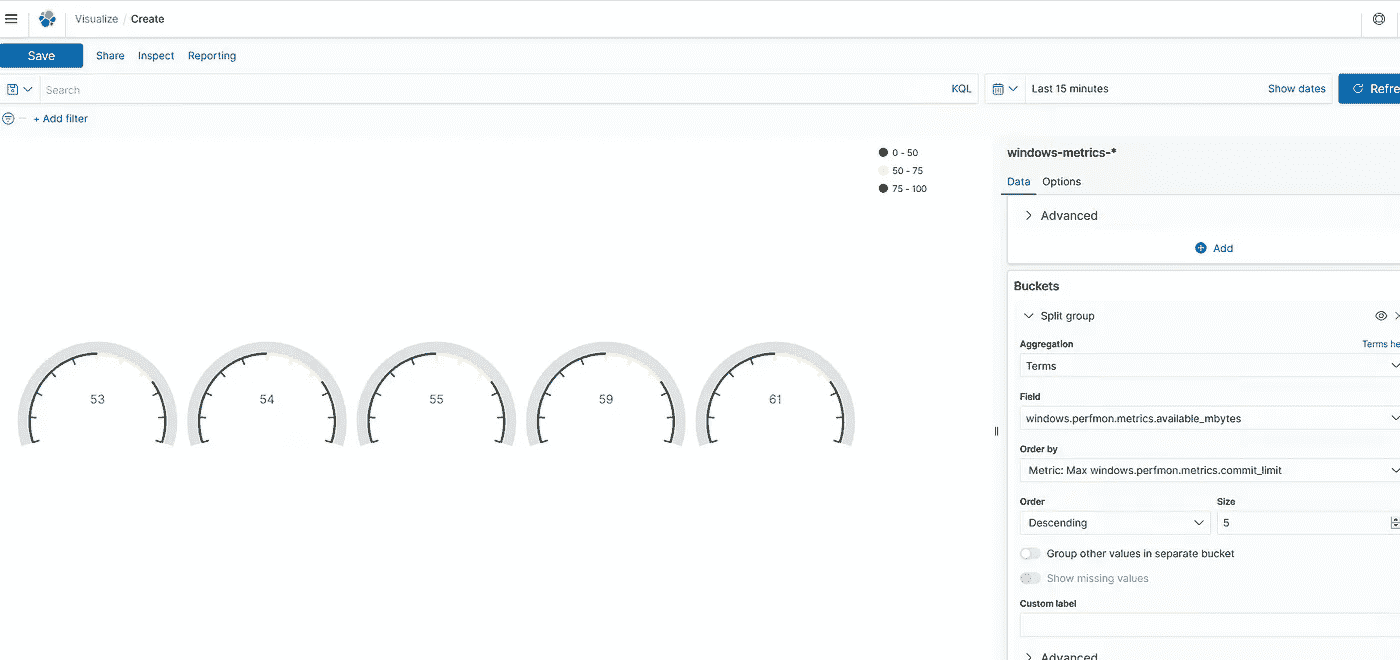 Visualize / Create
Save Share Inspect Reporting
Search KQL Last 15 minutes Show dates Refre
+ Add filter
0 - 50
50 - 75
75 - 100
53 54 55 59 61
windows-metrics-*
Data Options
Advanced
Add
Buckets
Split group
Aggregation Terms he
Terms
Field
windows.perfmon.metrics.available_mbytes
Order by
Metric: Max windows.perfmon.metrics.commit_limit
Order Size
Descending 5
Group other values in separate bucket
Show missing values
Custom label
Advanced